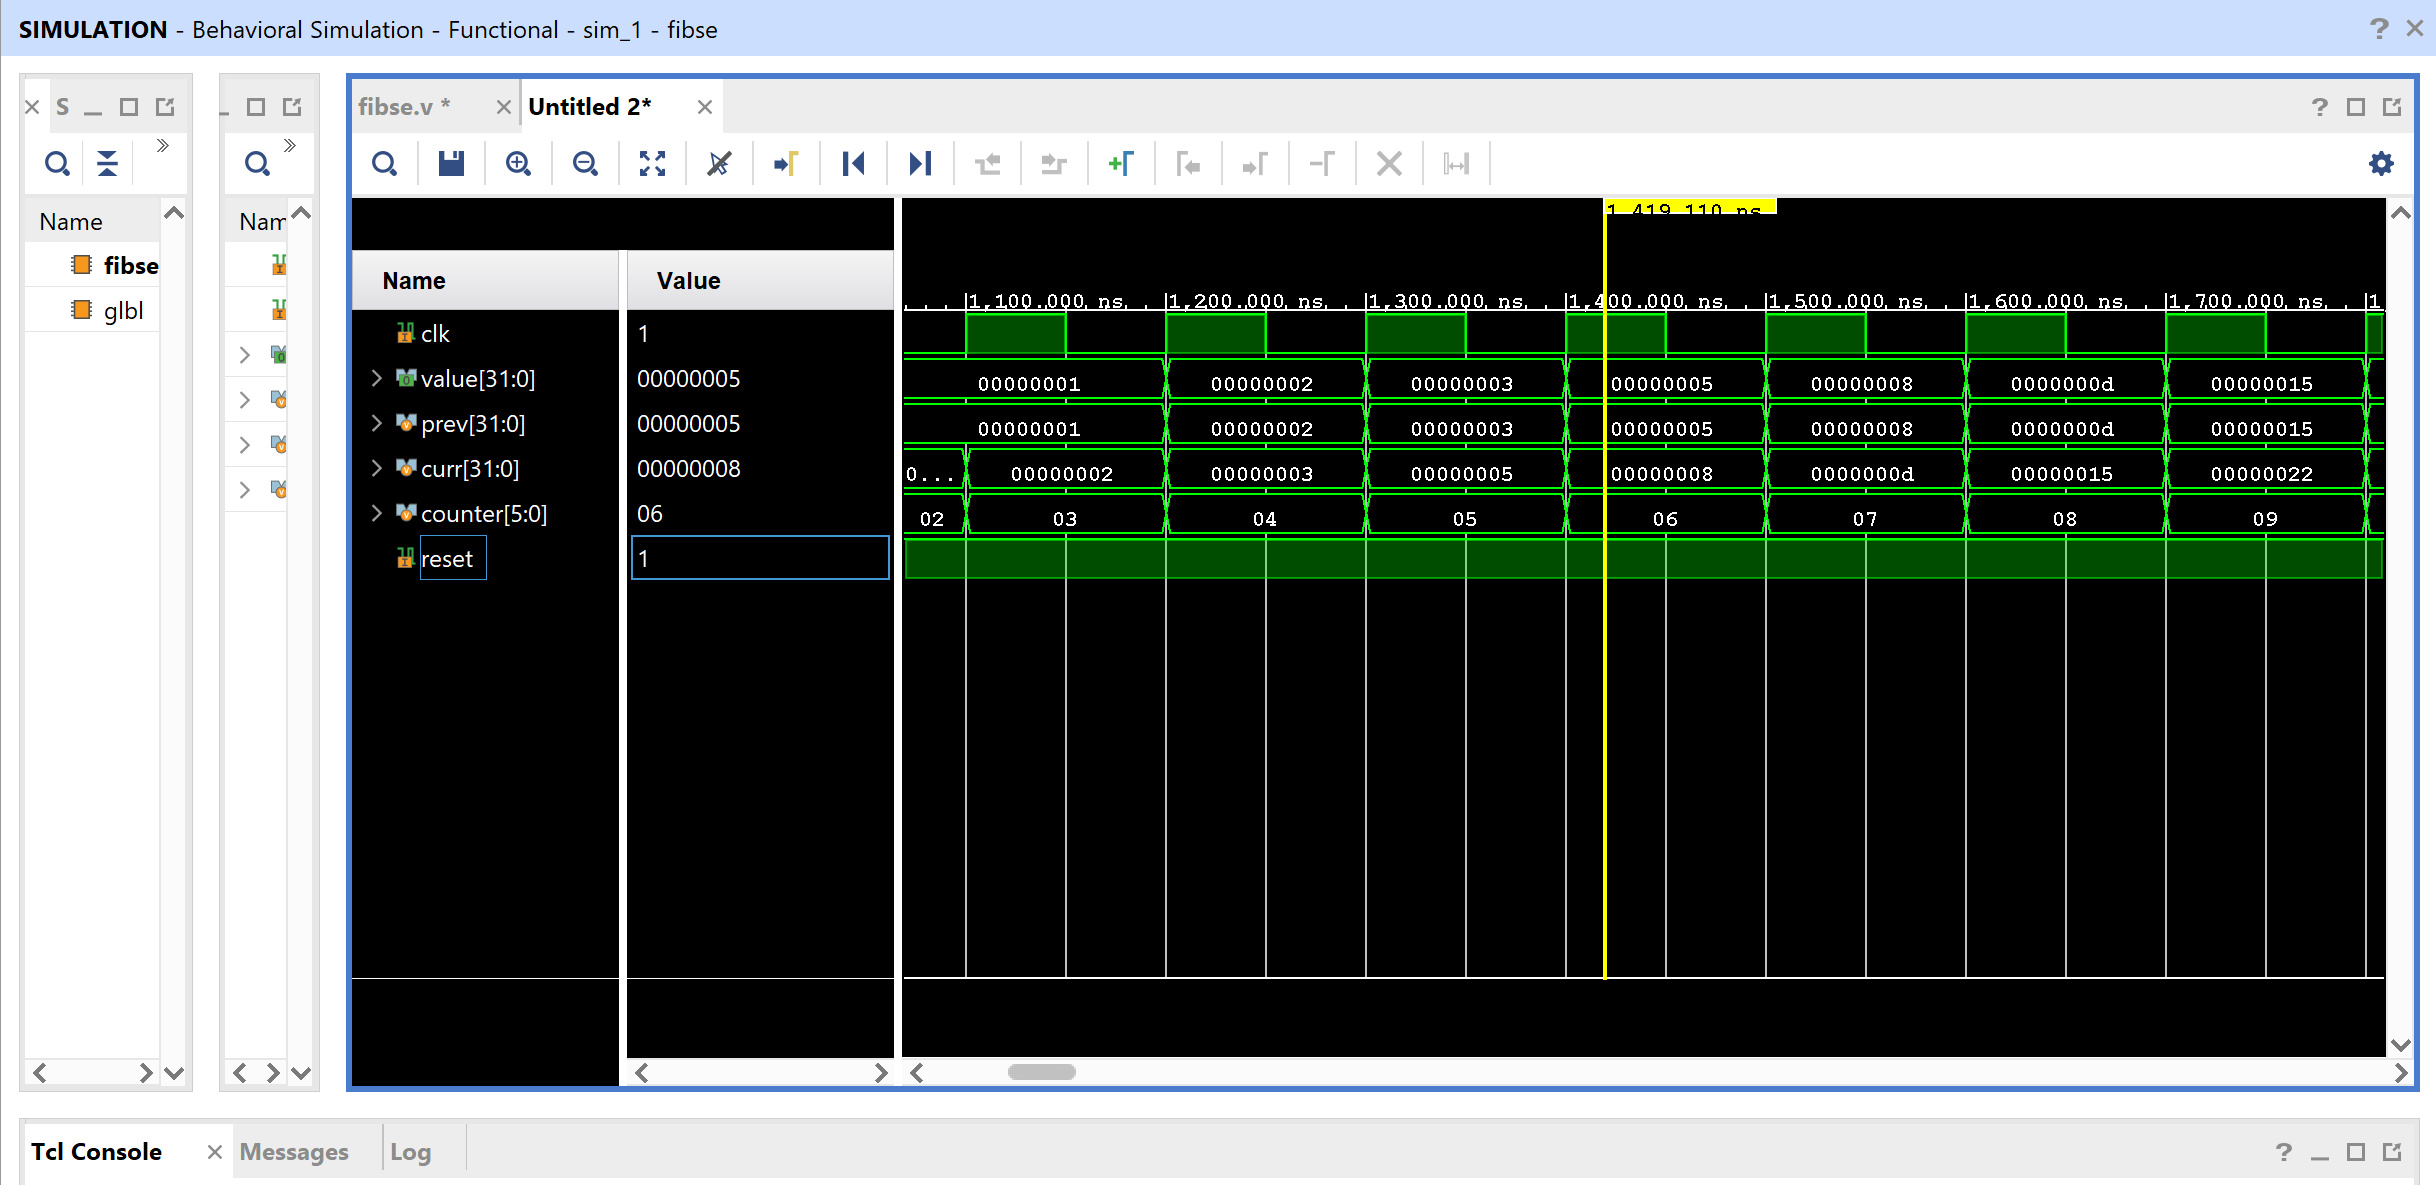 SIMULATION - Behavioral Simulation - Functional - sim_1 - fibse
S
fibse.v *
Untitled 2*
Name
fibse
glbl
Nam
Name
Value
clk
1
value[31:0]
00000005
prev[31:0]
00000005
curr[31:0]
00000008
counter[5:0]
06
reset
1
1,419.110 ns
1,100.000 ns
1,200.000 ns
1,300.000 ns
1,400.000 ns
1,500.000 ns
1,600.000 ns
1,700.000 ns
1
00000001 00000002 00000003 00000005 00000008 0000000d 00000015
00000001 00000002 00000003 00000005 00000008 0000000d 00000015
0... 00000002 00000003 00000005 00000008 0000000d 00000015 00000022
02 03 04 05 06 07 08 09
Tcl Console
Messages
Log